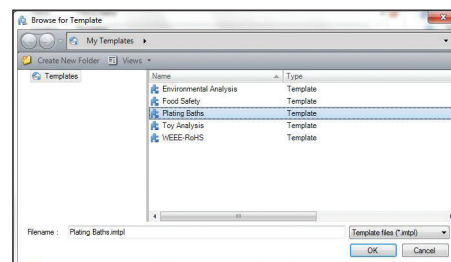 Browse for Template
My Templates
Create New Folder Views
Templates
Name Type
Environmental Analysis Template
Food Safety Template
Plating Baths Template
Toy Analysis Template
WEEE-RoHS Template
Filename : Plating Baths.imtpl Template files (*.imtpl)
OK Cancel